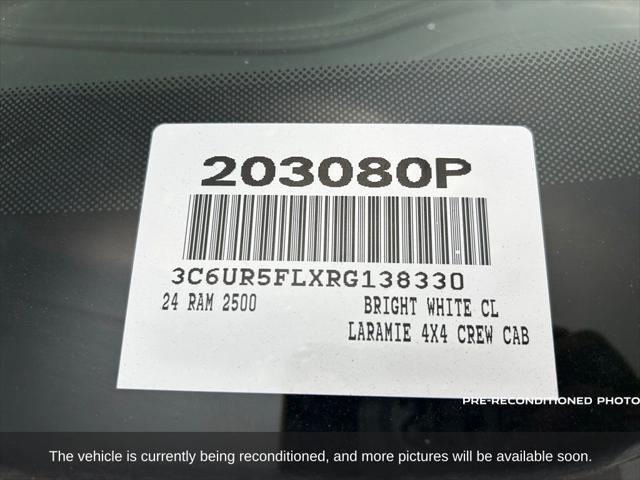 203080P
3C6UR5FLXRG138330
24 RAM 2500 BRIGHT WHITE CL
LARAMIE 4X4 CREW CAB
PRE-RECONDITIONED PHOTO
The vehicle is currently being reconditioned, and more pictures will be available soon.